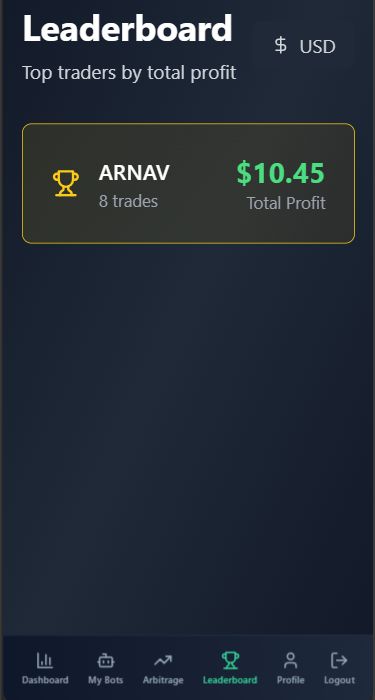 Leaderboard
$ USD
Top traders by total profit
ARNAV
$10.45
8 trades
Total Profit
Dashboard
My Bots
Arbitrage
Leaderboard
Profile
Logout